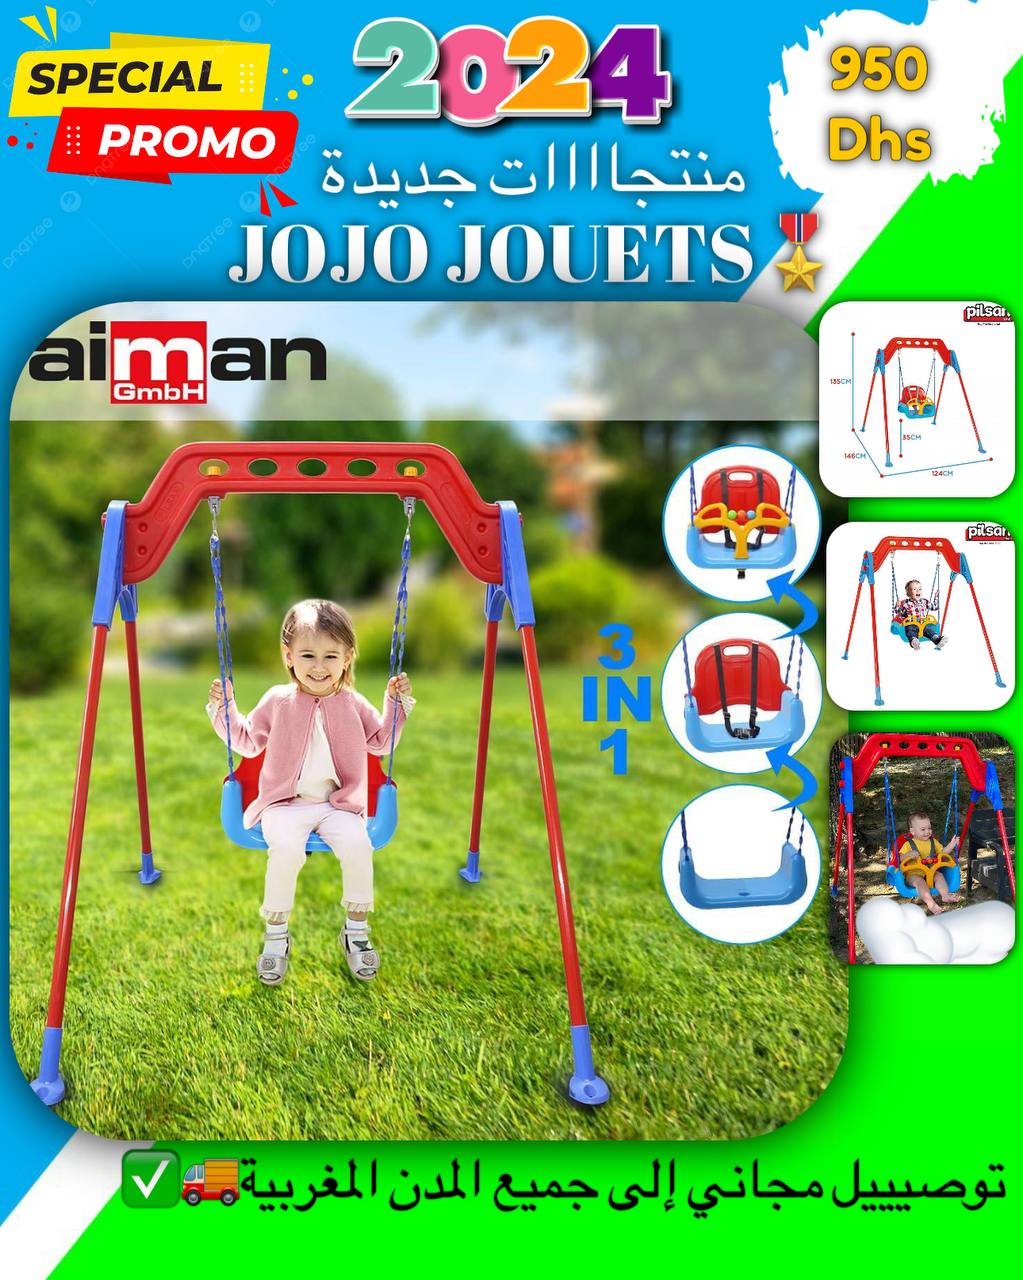 SPECIAL
PROMO
2024
950
Dhs
منتجاااات جديدة
JOJO JOUETS
aiman
GmbH
3
IN
1
pilsan
135CM
35CM
146CM
124CM
pilsan
توصيييل مجاني إلى جميع المدن المغربية